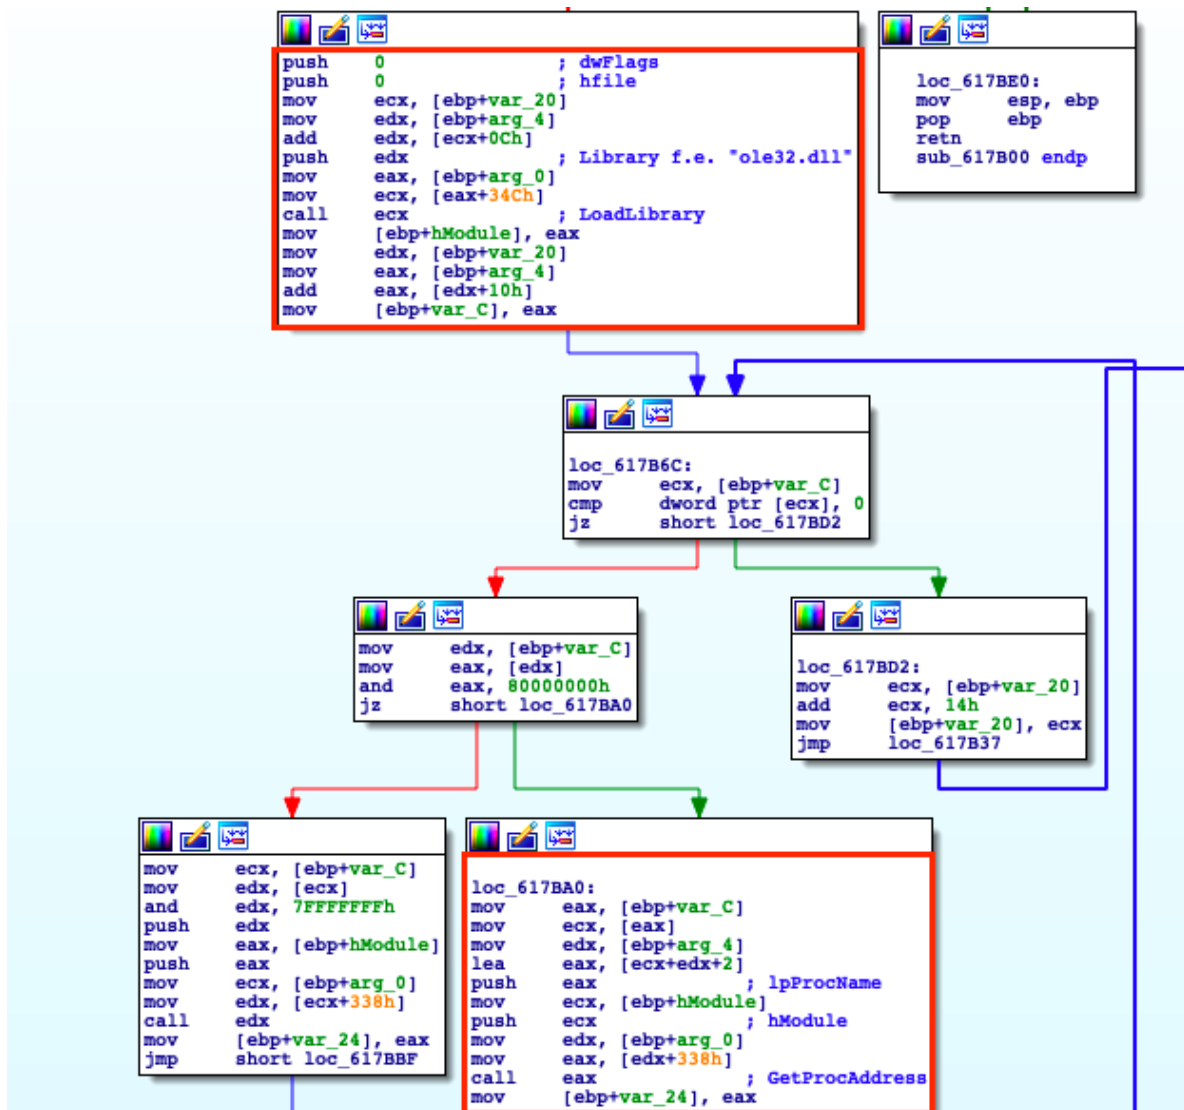 push 0 ; dwFlags
push 0 ; hfile
mov ecx, [ebp+var_20]
mov edx, [ebp+arg_4]
add edx, [ecx+0Ch]
push edx ; Library f.e. "ole32.dll"
mov eax, [ebp+arg_0]
mov ecx, [eax+34Ch]
call ecx ; LoadLibrary
mov [ebp+hModule], eax
mov edx, [ebp+var_20]
mov eax, [ebp+arg_4]
add eax, [edx+10h]
mov [ebp+var_C], eax
loc_617BE0:
mov esp, ebp
pop ebp
retn
sub_617B00 endp
loc_617B6C:
mov ecx, [ebp+var_C]
cmp dword ptr [ecx], 0
jz short loc_617BD2
mov edx, [ebp+var_C]
mov eax, [edx]
and eax, 80000000h
jz short loc_617BA0
loc_617BD2:
mov ecx, [ebp+var_20]
add ecx, 14h
mov [ebp+var_20], ecx
jmp loc_617B37
mov ecx, [ebp+var_C]
mov edx, [ecx]
and edx, 7FFFFFFFh
push edx
mov eax, [ebp+hModule]
push eax
mov ecx, [ebp+arg_0]
mov edx, [ecx+338h]
call edx
mov [ebp+var_24], eax
jmp short loc_617BBF
loc_617BA0:
mov eax, [ebp+var_C]
mov ecx, [eax]
mov edx, [ebp+arg_4]
lea eax, [ecx+edx+2]
push eax ; lpProcName
mov ecx, [ebp+hModule]
push ecx ; hModule
mov edx, [ebp+arg_0]
mov eax, [edx+338h]
call eax ; GetProcAddress
mov [ebp+var_24], eax